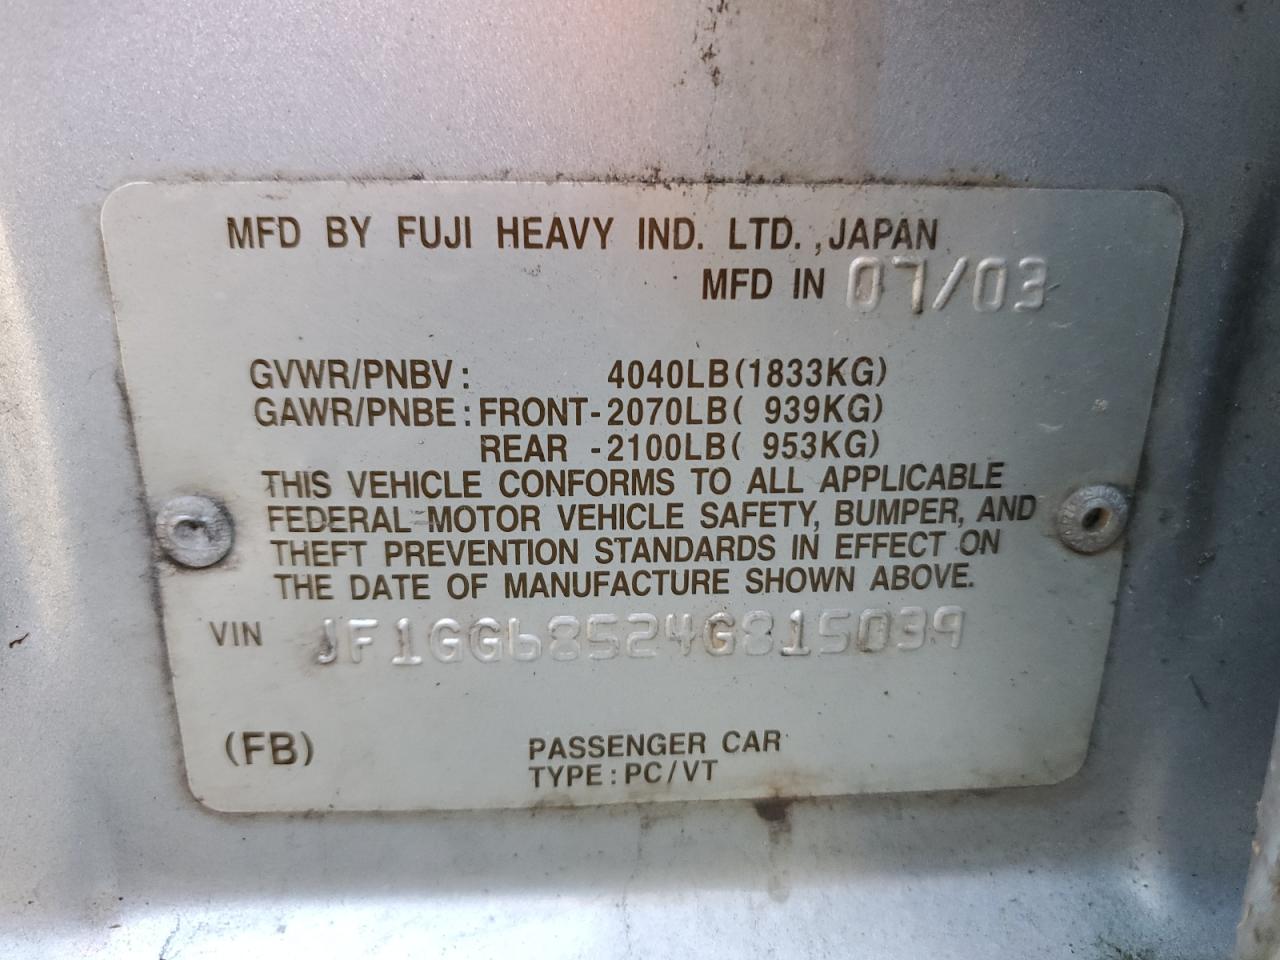 MFD BY FUJI HEAVY IND. LTD.,JAPAN
MFD IN 07/03
GVWR/PNBV: 4040LB(1833KG)
GAWR/PNBE:FRONT-2070LB( 939KG)
REAR -2100LB( 953KG)
THIS VEHICLE CONFORMS TO ALL APPLICABLE
FEDERAL MOTOR VEHICLE SAFETY, BUMPER, AND
THEFT PREVENTION STANDARDS IN EFFECT ON
THE DATE OF MANUFACTURE SHOWN ABOVE.
VIN JF1GG68524G815039
(FB) PASSENGER CAR
TYPE:PC/VT